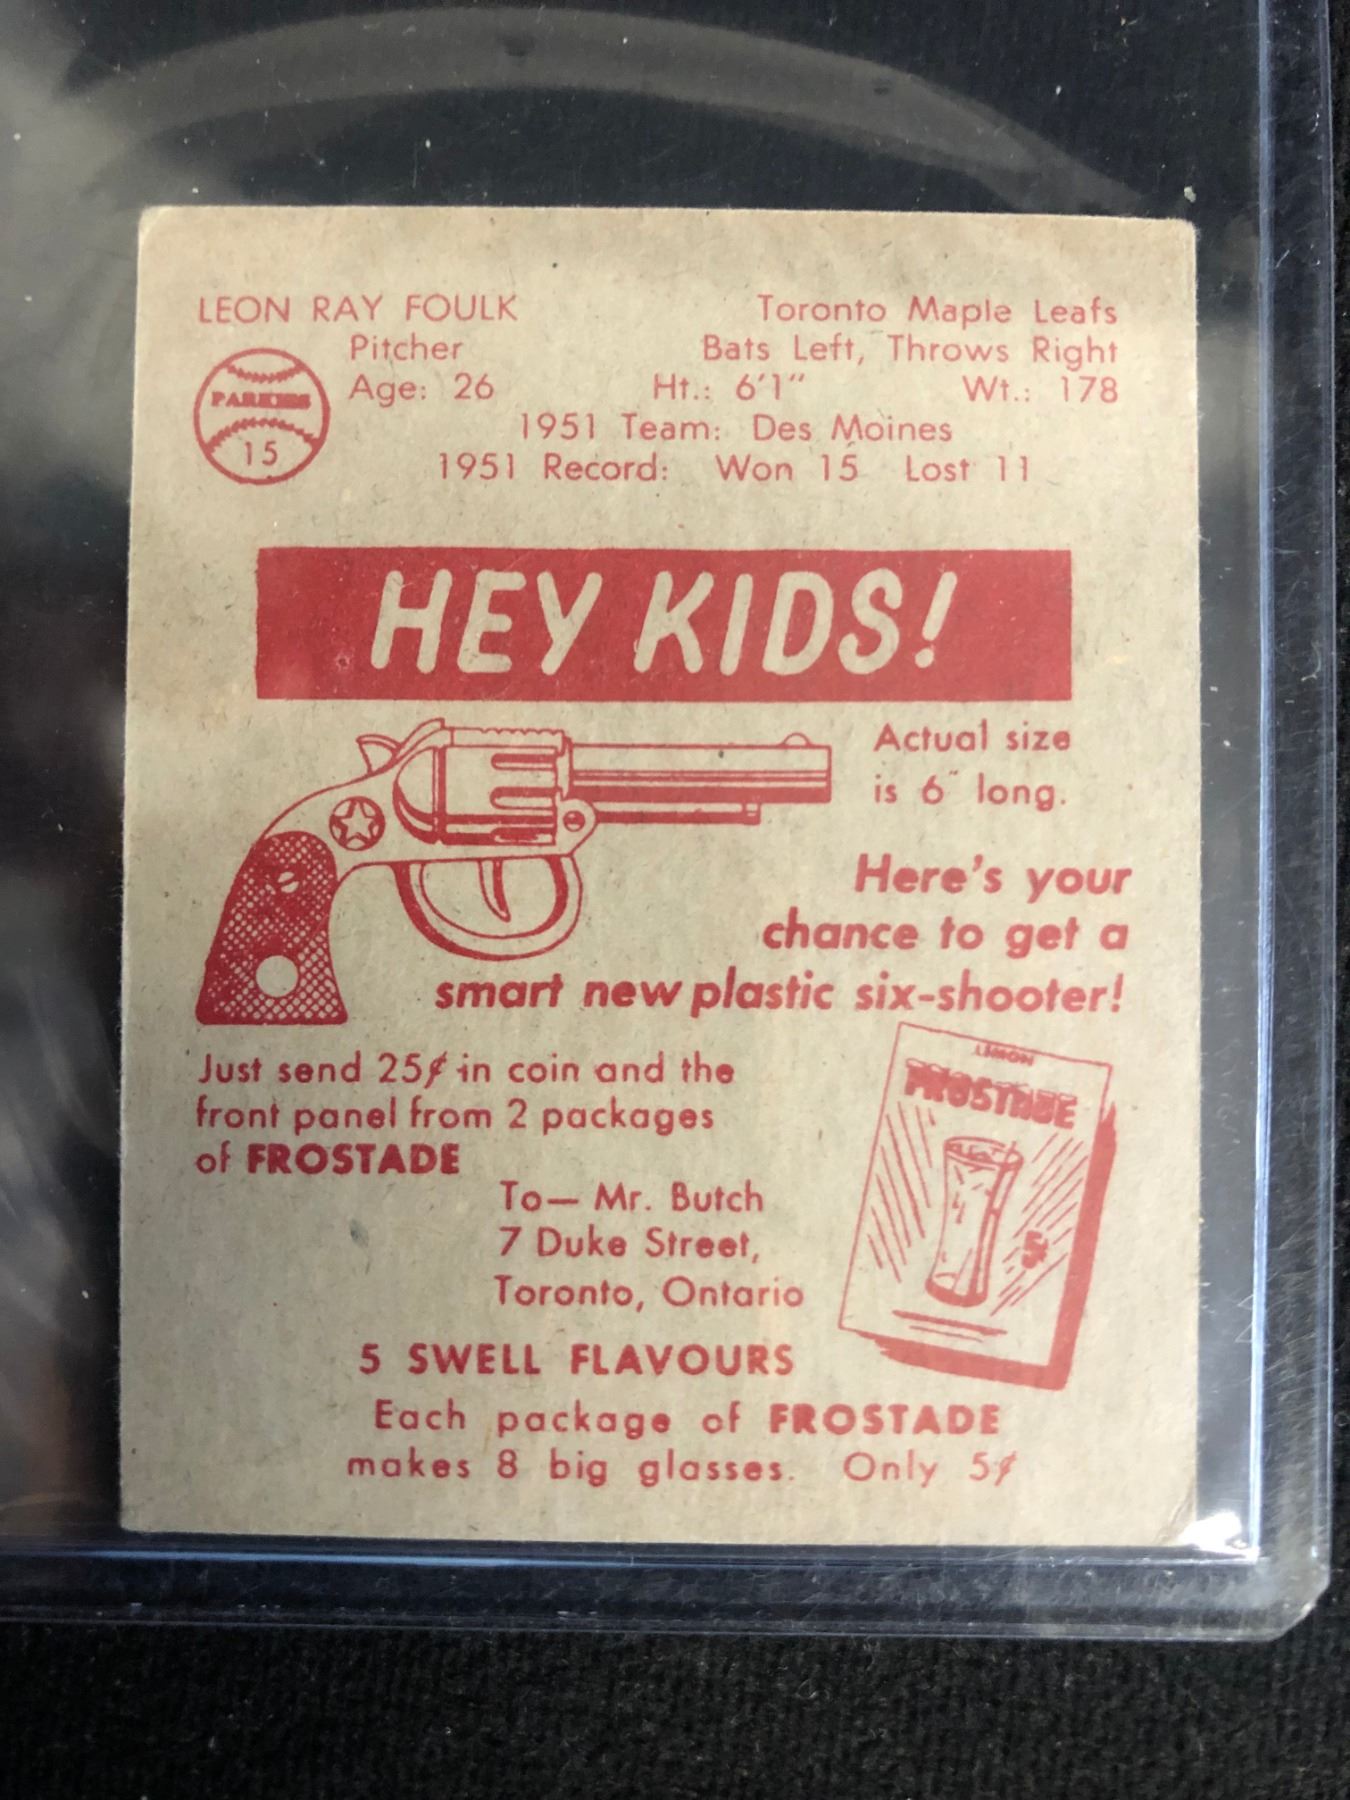 LEON RAY FOULK Toronto Maple Leafs
Pitcher Bats Left, Throws Right
PARKIES Age: 26 Ht.: 6'1" Wt.: 178
1951 Team: Des Moines
15 1951 Record: Won 15 Lost 11
HEY KIDS!
Actual size
is 6" long.
Here's your
chance to get a
smart new plastic six-shooter!
Just send 25¢ in coin and the
front panel from 2 packages
of FROSTADE
To— Mr. Butch
7 Duke Street,
Toronto, Ontario
LEMON
FROSTADE
5¢
5 SWELL FLAVOURS
Each package of FROSTADE
makes 8 big glasses. Only 5¢